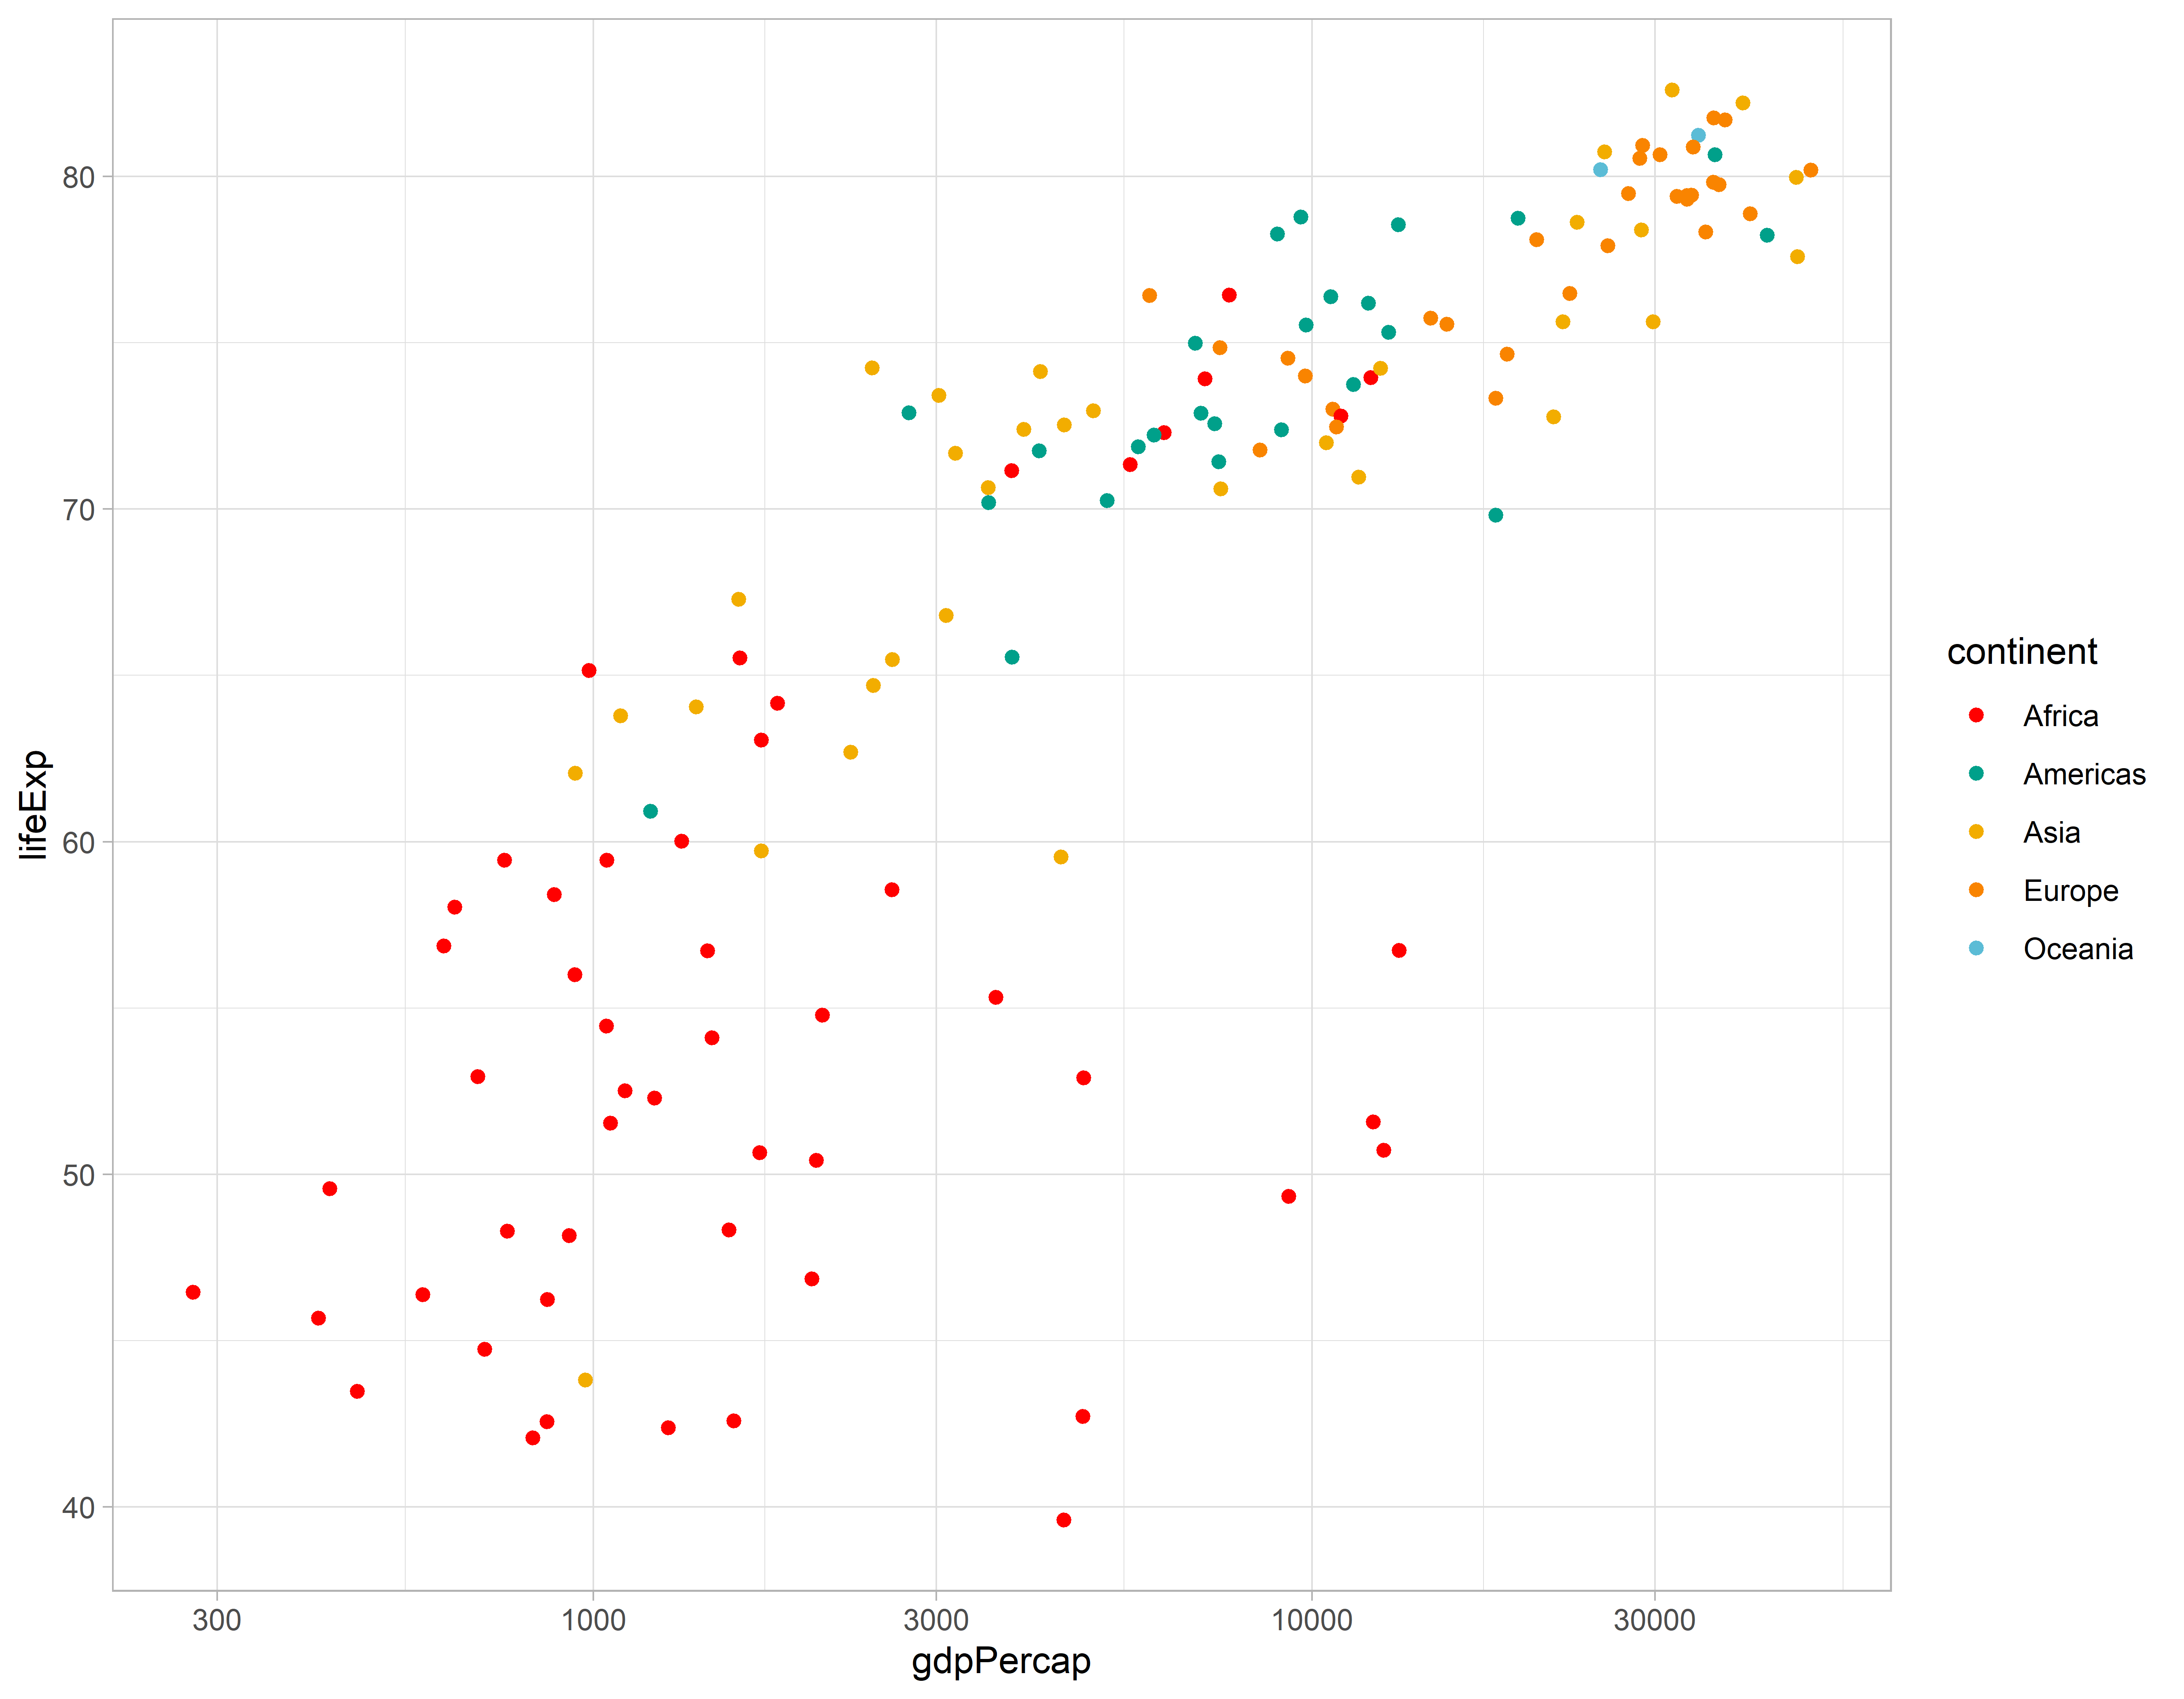 80
70
60
50
40
lifeExp
300
1000
3000
10000
30000
gdpPercap
continent
Africa
Americas
Asia
Europe
Oceania